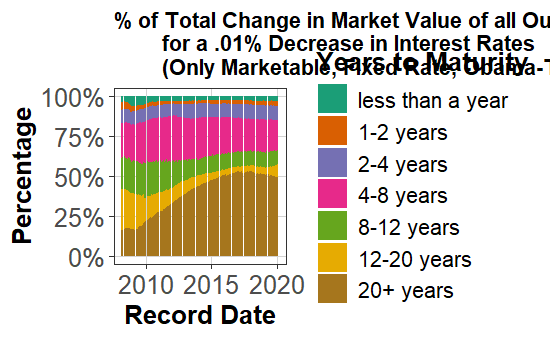 % of Total Change in Market Value of all Ou
for a .01% Decrease in Interest Rates
(Only Marketable, Fixed Rate, Obama-T
Years to Maturity
less than a year
1-2 years
2-4 years
4-8 years
8-12 years
12-20 years
20+ years
Percentage
100%
75%
50%
25%
0%
2010 2015 2020
Record Date